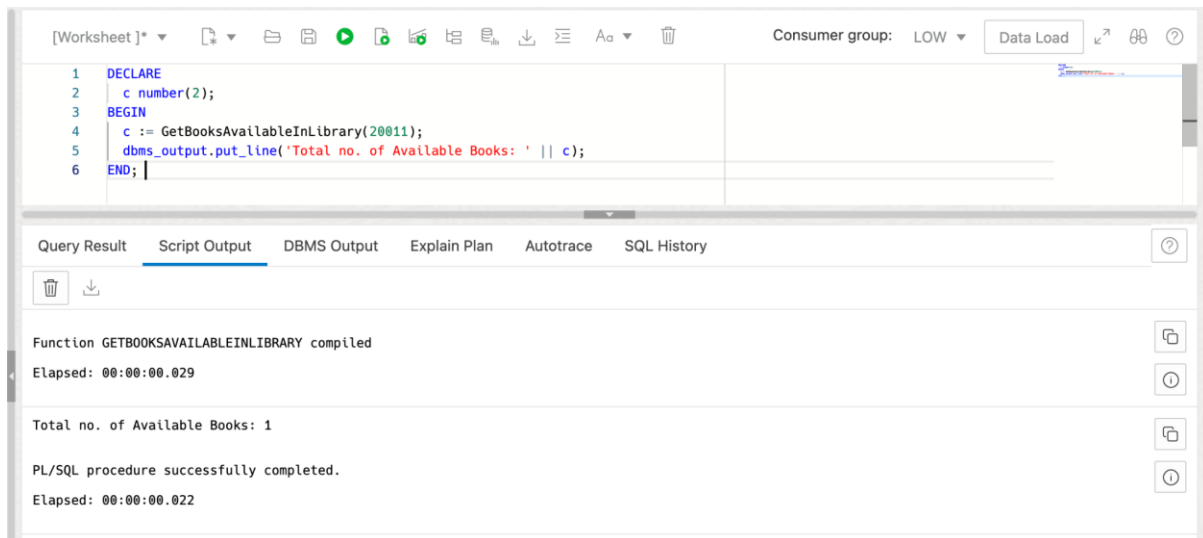 [Worksheet ]*
Aa
Consumer group: LOW
Data Load
1 DECLARE
2 c number(2);
3 BEGIN
4 c := GetBooksAvailableInLibrary(20011);
5 dbms_output.put_line('Total no. of Available Books: ' || c);
6 END;
Query Result Script Output DBMS Output Explain Plan Autotrace SQL History
Function GETBOOKSAVAILABLEINLIBRARY compiled
Elapsed: 00:00:00.029
Total no. of Available Books: 1
PL/SQL procedure successfully completed.
Elapsed: 00:00:00.022